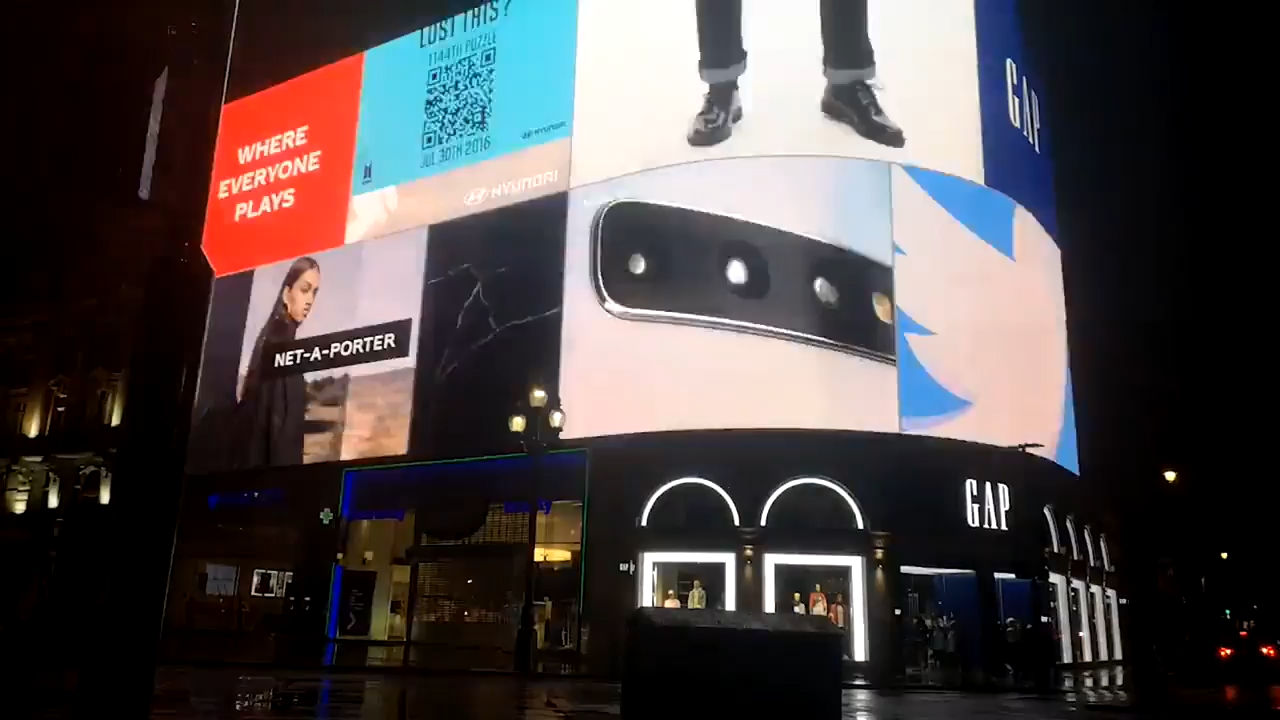 WHERE
EVERYONE
PLAYS
LOST THIS?
1144TH PUZZLE
JUL 30TH 2016
HYUNDAI
HYUNDAI
GAP
NET-A-PORTER
GAP